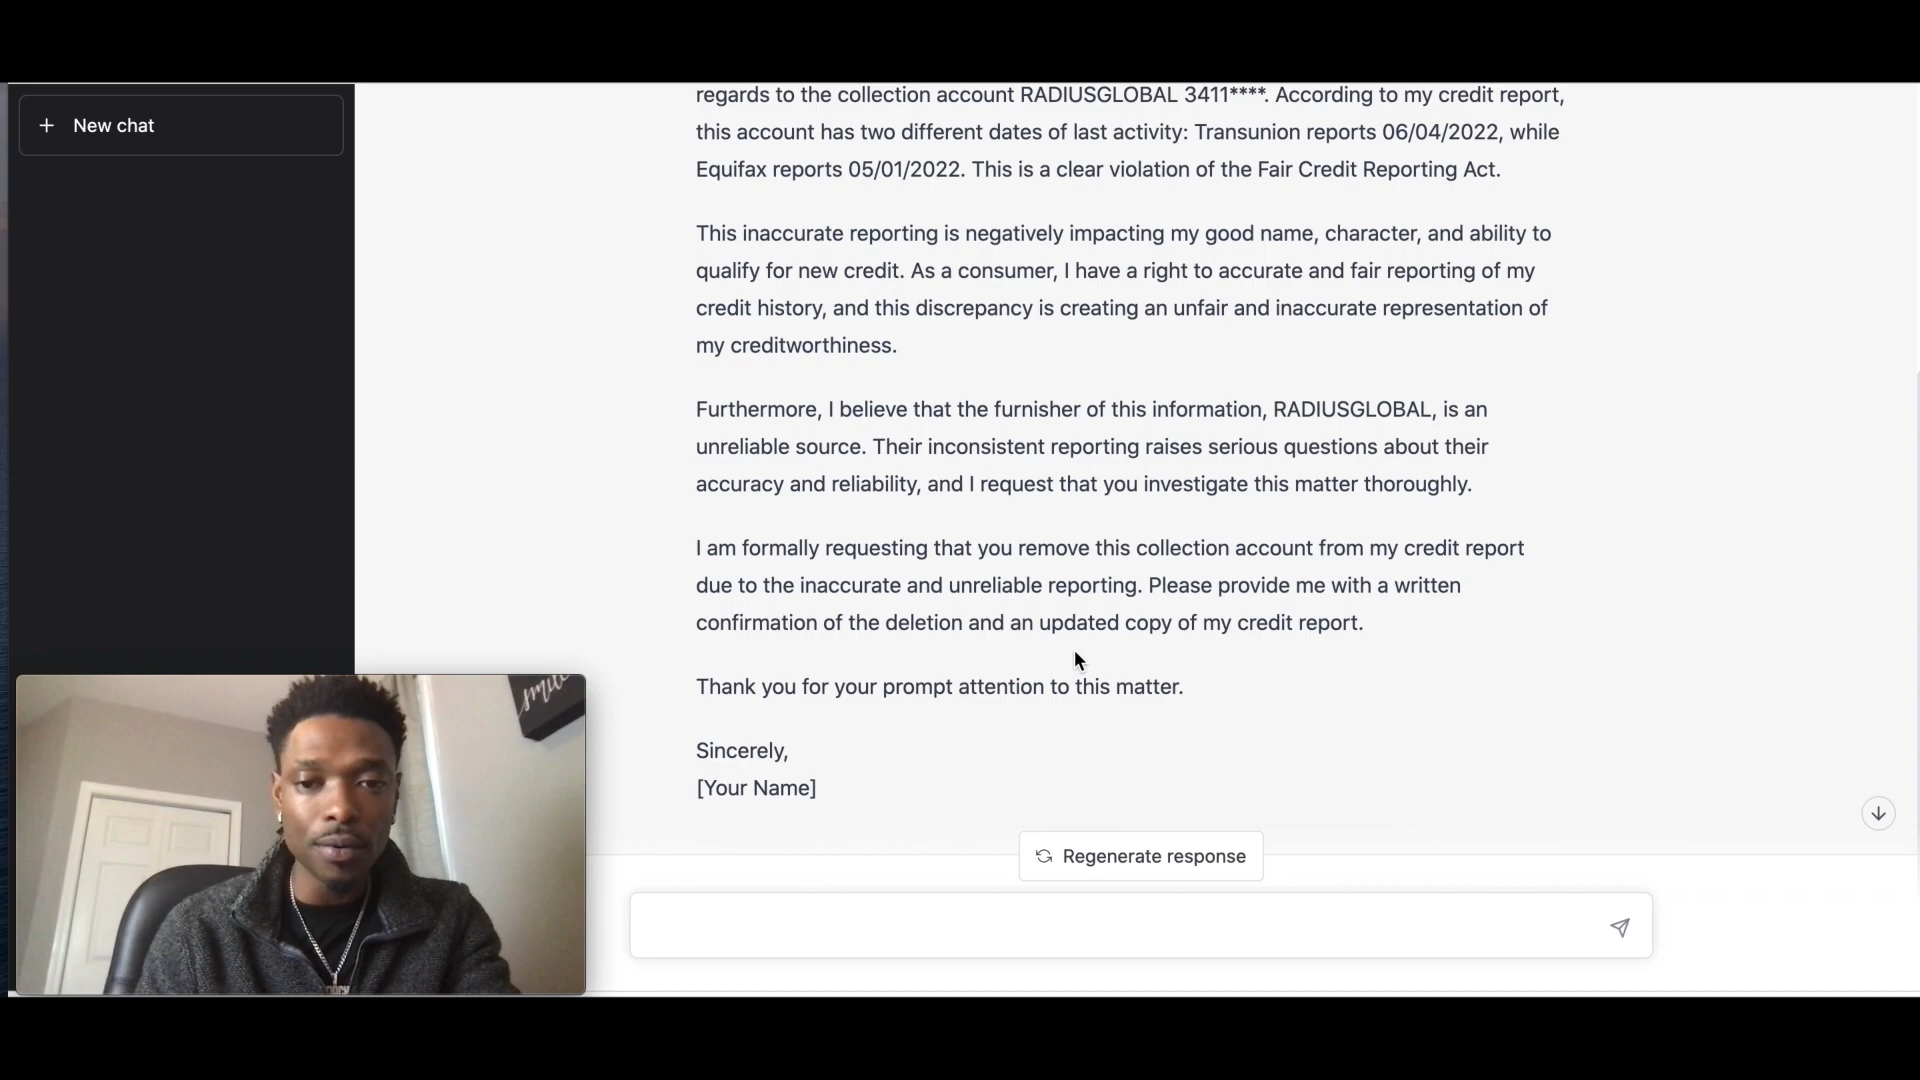 New chat
regards to the collection account RADIUSGLOBAL 3411****. According to my credit report,
this account has two different dates of last activity: Transunion reports 06/04/2022, while
Equifax reports 05/01/2022. This is a clear violation of the Fair Credit Reporting Act.
This inaccurate reporting is negatively impacting my good name, character, and ability to
qualify for new credit. As a consumer, I have a right to accurate and fair reporting of my
credit history, and this discrepancy is creating an unfair and inaccurate representation of
my creditworthiness.
Furthermore, I believe that the furnisher of this information, RADIUSGLOBAL, is an
unreliable source. Their inconsistent reporting raises serious questions about their
accuracy and reliability, and I request that you investigate this matter thoroughly.
I am formally requesting that you remove this collection account from my credit report
due to the inaccurate and unreliable reporting. Please provide me with a written
confirmation of the deletion and an updated copy of my credit report.
Thank you for your prompt attention to this matter.
Sincerely,
[Your Name]
Regenerate response
smile